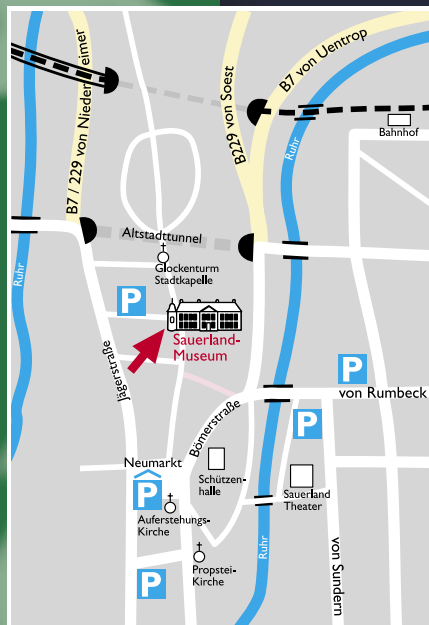 B7 / 229 von Niedereimer
B229 von Soest
B7 von Uentrop
Ruhr
Bahnhof
Altstadttunnel
Glockenturm
Stadtkapelle
Ruhr
P
Sauerland-
Museum
Jägerstraße
P
von Rumbeck
Bömerstraße
P
Neumarkt
P
Schützen-
halle
Sauerland
Theater
Auferstehungs-
Kirche
Ruhr
von Sundern
Propstei-
Kirche
P